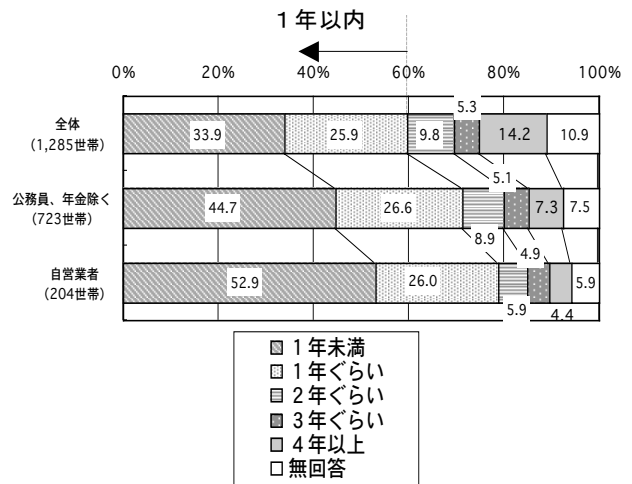 １年以内
0% 20% 40% 60% 80% 100%
5.3
全体
(1,285世帯)
33.9 25.9 9.8 14.2 10.9
5.1
公務員、年金除く
(723世帯)
44.7 26.6 7.3 7.5
8.9 4.9
自営業者
(204世帯)
52.9 26.0 5.9
5.9 4.4
１年未満
１年ぐらい
２年ぐらい
３年ぐらい
４年以上
無回答